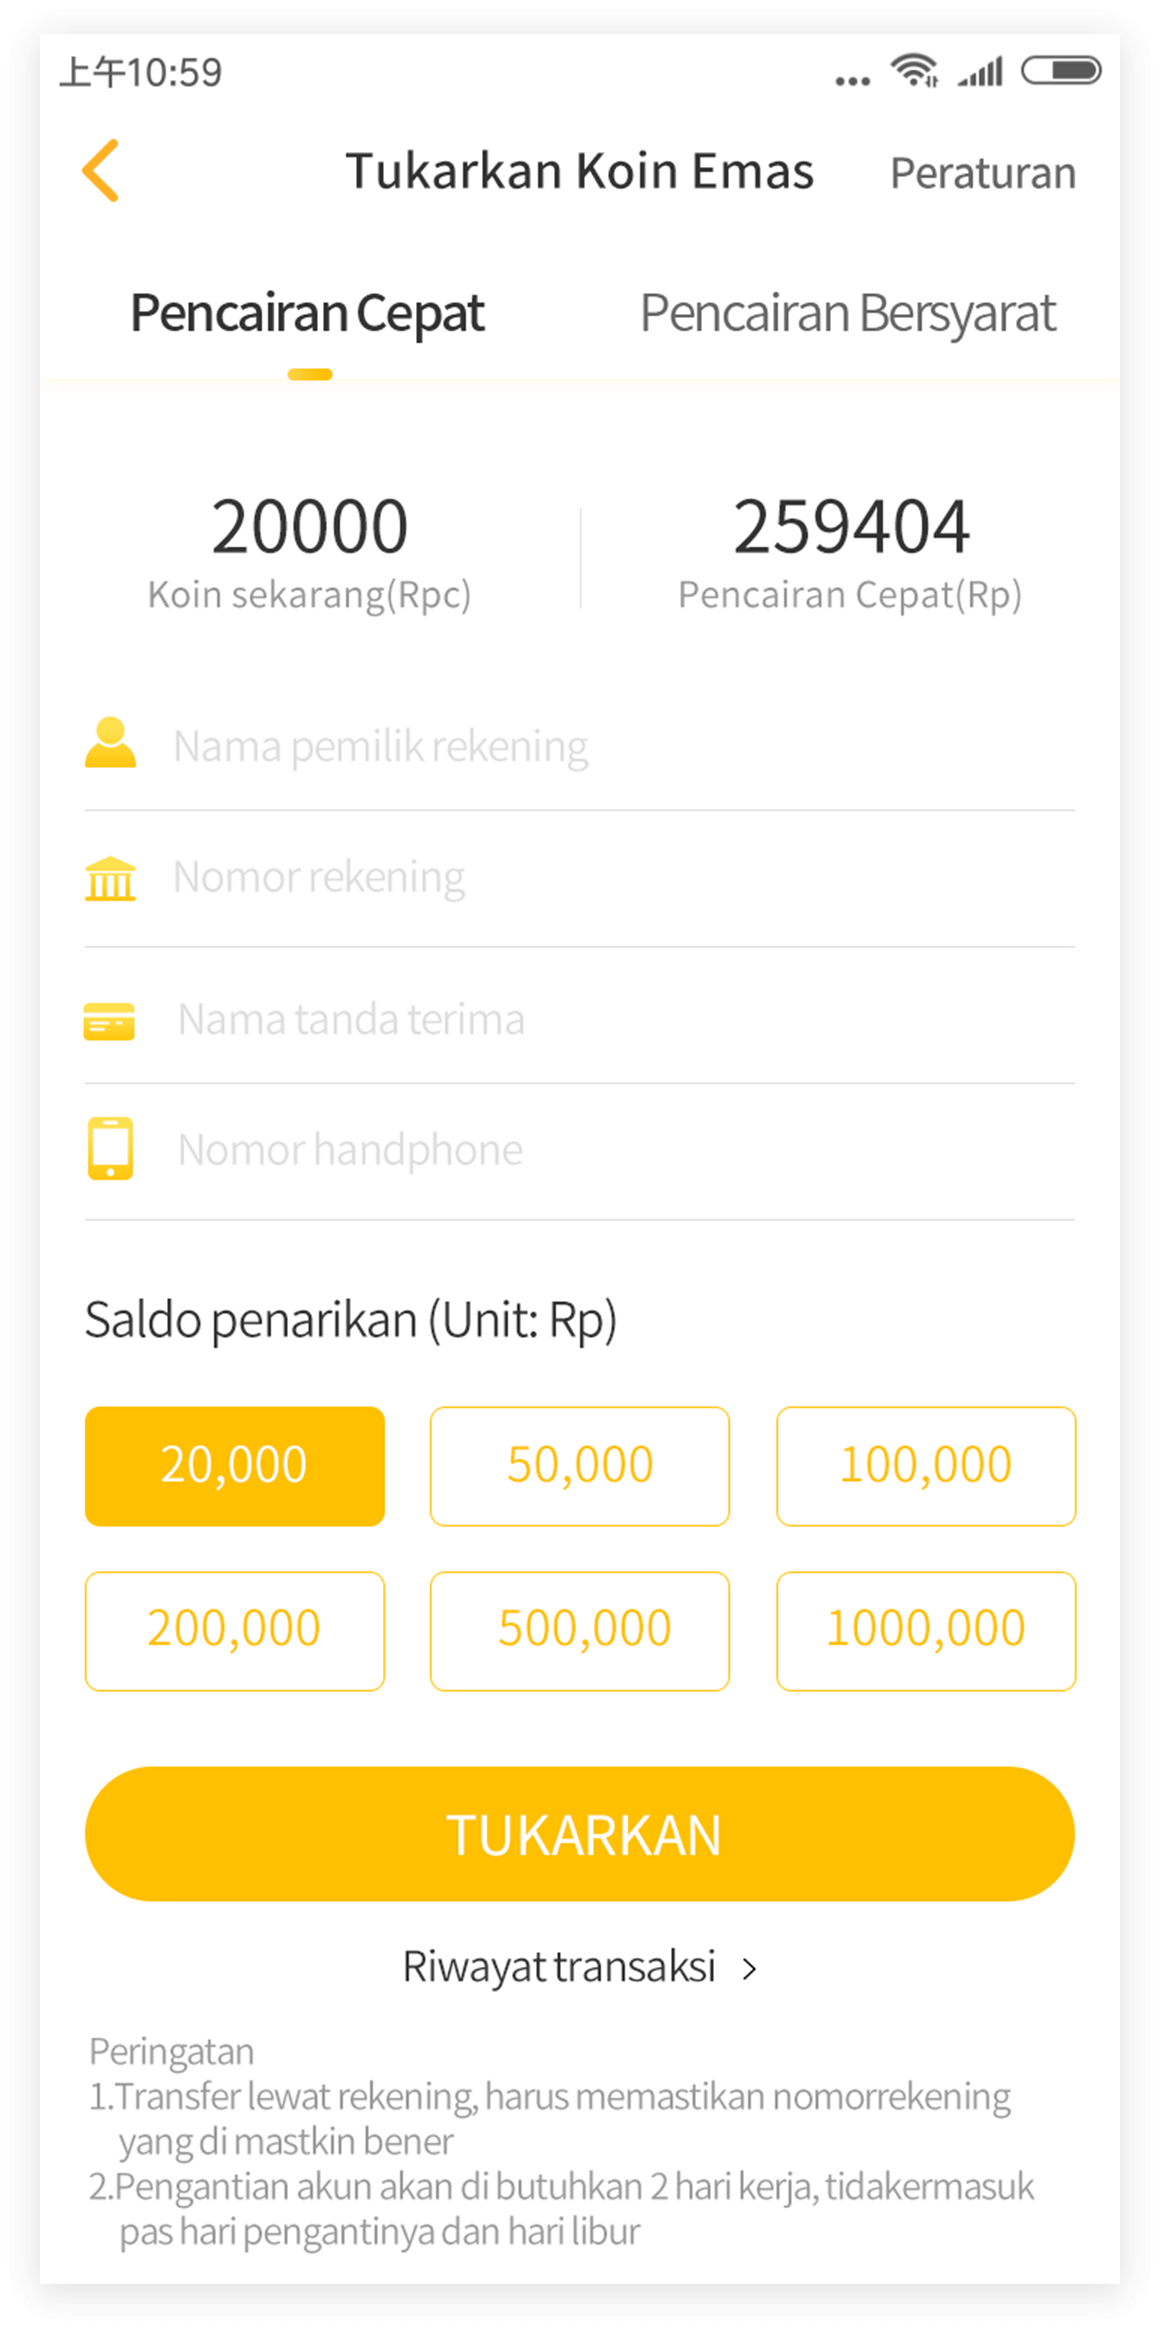 上午10:59
Tukarkan Koin Emas Peraturan
Pencairan Cepat Pencairan Bersyarat
20000 259404
Koin sekarang(Rpc) Pencairan Cepat(Rp)
Nama pemilik rekening
Nomor rekening
Nama tanda terima
Nomor handphone
Saldo penarikan (Unit: Rp)
20,000 50,000 100,000
200,000 500,000 1000,000
TUKARKAN
Riwayat transaksi >
Peringatan
1.Transfer lewat rekening, harus memastikan nomorrekening
yang di mastkin bener
2.Pengantian akun akan di butuhkan 2 hari kerja, tidakermasuk
pas hari pengantinya dan hari libur